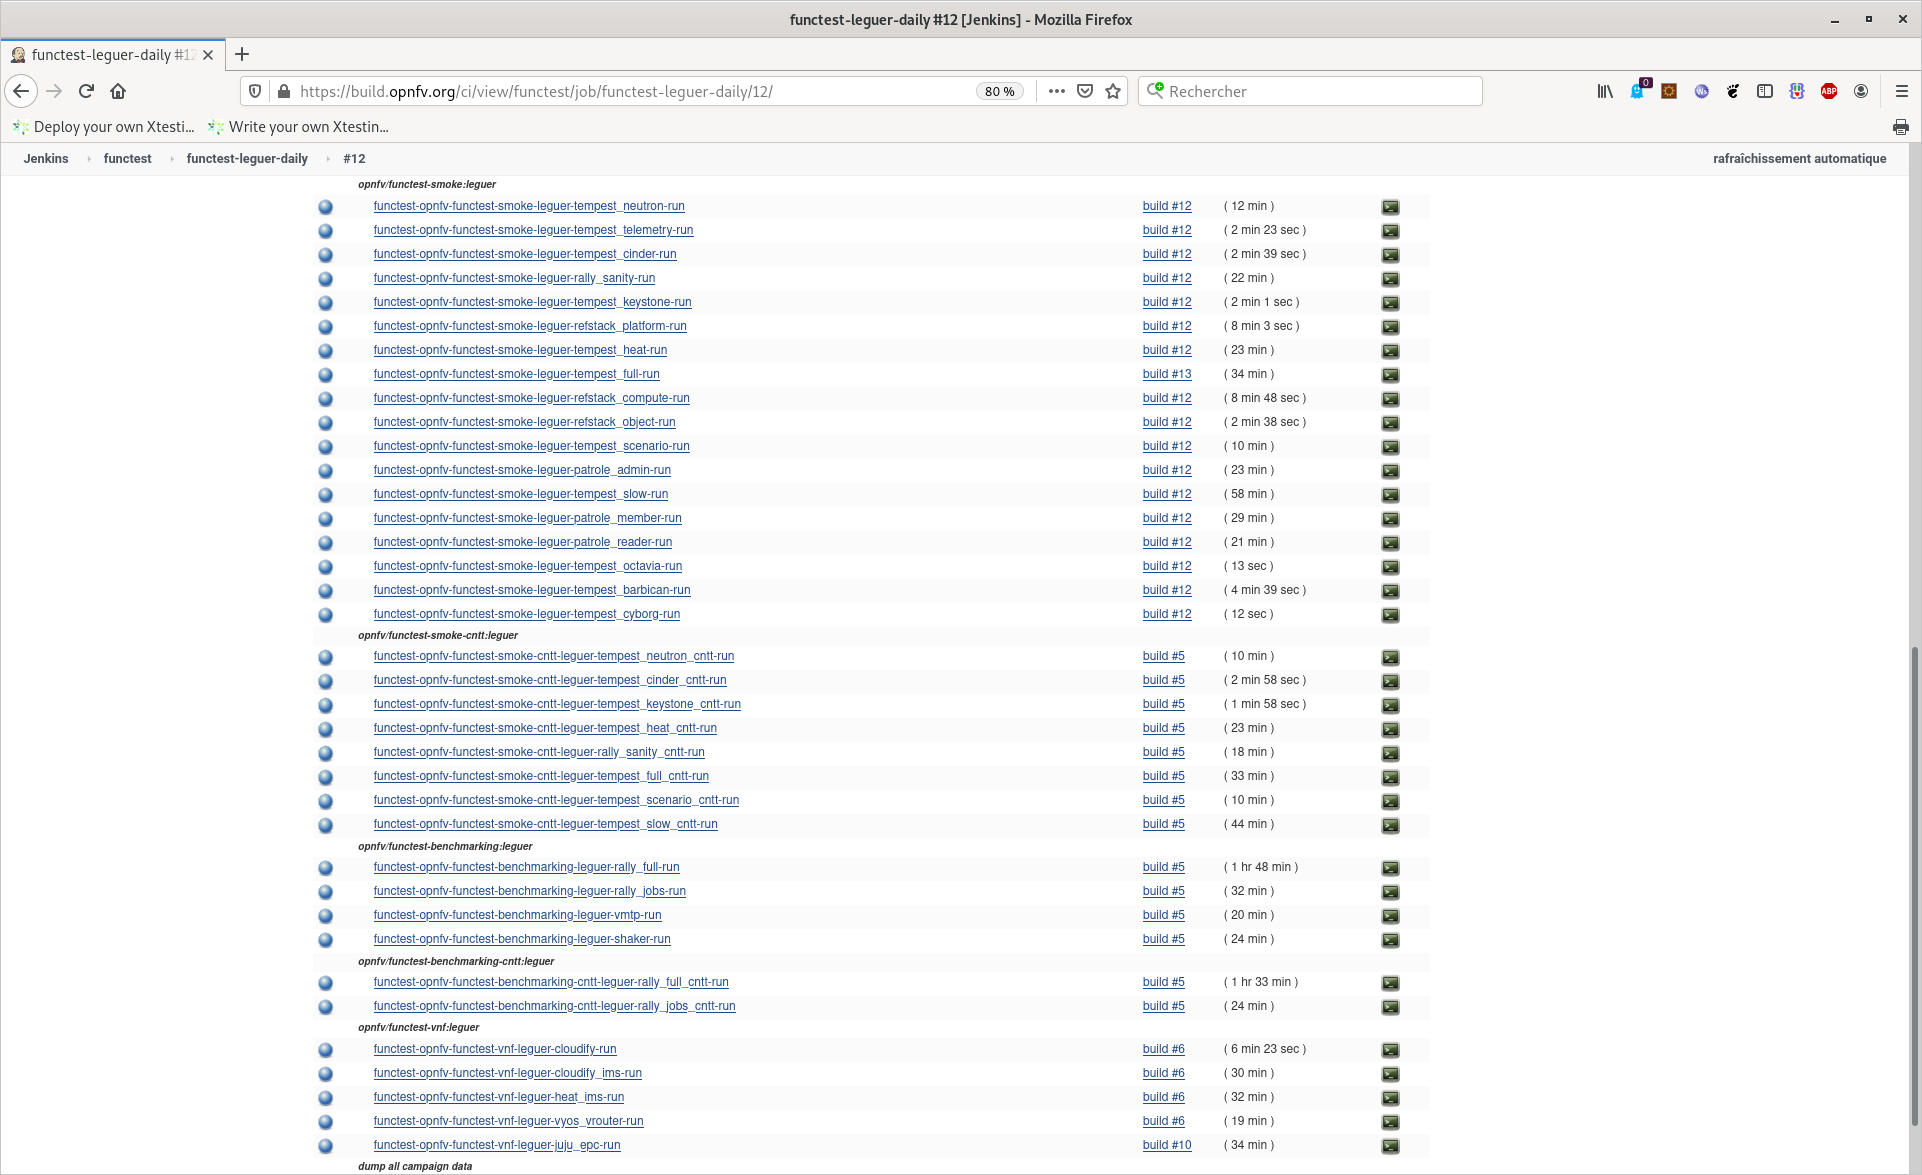 functest-leguer-daily #12 [Jenkins] - Mozilla Firefox
functest-leguer-daily #12
https://build.opnfv.org/ci/view/functest/job/functest-leguer-daily/12/ 80 % Rechercher 0 Ws ABP
Deploy your own Xtesti... Write your own Xtestin...
Jenkins functest functest-leguer-daily #12 rafraîchissement automatique
opnfv/functest-smoke:leguer
functest-opnfv-functest-smoke-leguer-tempest_neutron-run build #12 ( 12 min )
functest-opnfv-functest-smoke-leguer-tempest_telemetry-run build #12 ( 2 min 23 sec )
functest-opnfv-functest-smoke-leguer-tempest_cinder-run build #12 ( 2 min 39 sec )
functest-opnfv-functest-smoke-leguer-rally_sanity-run build #12 ( 22 min )
functest-opnfv-functest-smoke-leguer-tempest_keystone-run build #12 ( 2 min 1 sec )
functest-opnfv-functest-smoke-leguer-refstack_platform-run build #12 ( 8 min 3 sec )
functest-opnfv-functest-smoke-leguer-tempest_heat-run build #12 ( 23 min )
functest-opnfv-functest-smoke-leguer-tempest_full-run build #13 ( 34 min )
functest-opnfv-functest-smoke-leguer-refstack_compute-run build #12 ( 8 min 48 sec )
functest-opnfv-functest-smoke-leguer-refstack_object-run build #12 ( 2 min 38 sec )
functest-opnfv-functest-smoke-leguer-tempest_scenario-run build #12 ( 10 min )
functest-opnfv-functest-smoke-leguer-patrole_admin-run build #12 ( 23 min )
functest-opnfv-functest-smoke-leguer-tempest_slow-run build #12 ( 58 min )
functest-opnfv-functest-smoke-leguer-patrole_member-run build #12 ( 29 min )
functest-opnfv-functest-smoke-leguer-patrole_reader-run build #12 ( 21 min )
functest-opnfv-functest-smoke-leguer-tempest_octavia-run build #12 ( 13 sec )
functest-opnfv-functest-smoke-leguer-tempest_barbican-run build #12 ( 4 min 39 sec )
functest-opnfv-functest-smoke-leguer-tempest_cyborg-run build #12 ( 12 sec )
opnfv/functest-smoke-cntt:leguer
functest-opnfv-functest-smoke-cntt-leguer-tempest_neutron_cntt-run build #5 ( 10 min )
functest-opnfv-functest-smoke-cntt-leguer-tempest_cinder_cntt-run build #5 ( 2 min 58 sec )
functest-opnfv-functest-smoke-cntt-leguer-tempest_keystone_cntt-run build #5 ( 1 min 58 sec )
functest-opnfv-functest-smoke-cntt-leguer-tempest_heat_cntt-run build #5 ( 23 min )
functest-opnfv-functest-smoke-cntt-leguer-rally_sanity_cntt-run build #5 ( 18 min )
functest-opnfv-functest-smoke-cntt-leguer-tempest_full_cntt-run build #5 ( 33 min )
functest-opnfv-functest-smoke-cntt-leguer-tempest_scenario_cntt-run build #5 ( 10 min )
functest-opnfv-functest-smoke-cntt-leguer-tempest_slow_cntt-run build #5 ( 44 min )
opnfv/functest-benchmarking:leguer
functest-opnfv-functest-benchmarking-leguer-rally_full-run build #5 ( 1 hr 48 min )
functest-opnfv-functest-benchmarking-leguer-rally_jobs-run build #5 ( 32 min )
functest-opnfv-functest-benchmarking-leguer-vmtp-run build #5 ( 20 min )
functest-opnfv-functest-benchmarking-leguer-shaker-run build #5 ( 24 min )
opnfv/functest-benchmarking-cntt:leguer
functest-opnfv-functest-benchmarking-cntt-leguer-rally_full_cntt-run build #5 ( 1 hr 33 min )
functest-opnfv-functest-benchmarking-cntt-leguer-rally_jobs_cntt-run build #5 ( 24 min )
opnfv/functest-vnf:leguer
functest-opnfv-functest-vnf-leguer-cloudify-run build #6 ( 6 min 23 sec )
functest-opnfv-functest-vnf-leguer-cloudify_ims-run build #6 ( 30 min )
functest-opnfv-functest-vnf-leguer-heat_ims-run build #6 ( 32 min )
functest-opnfv-functest-vnf-leguer-vyos_vrouter-run build #6 ( 19 min )
functest-opnfv-functest-vnf-leguer-juju_epc-run build #10 ( 34 min )
dump all campaign data